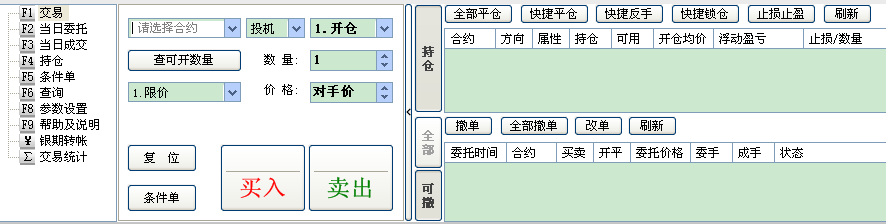 F1 交易
F2 当日委托
F3 当日成交
F4 持仓
F5 条件单
F6 查询
F8 参数设置
F9 帮助及说明
¥ 银期转帐
Σ 交易统计
请选择合约 投机 1.开仓
查可开数量 数 量: 1
1.限价 价 格: 对手价
复 位
条件单
买入 卖出
持仓
全部
可撤
全部平仓 快捷平仓 快捷反手 快捷锁仓 止损止盈 刷新
合约 方向 属性 持仓 可用 开仓均价 浮动盈亏 止损/数量
撤单 全部撤单 改单 刷新
委托时间 合约 买卖 开平 委托价格 委手 成手 状态